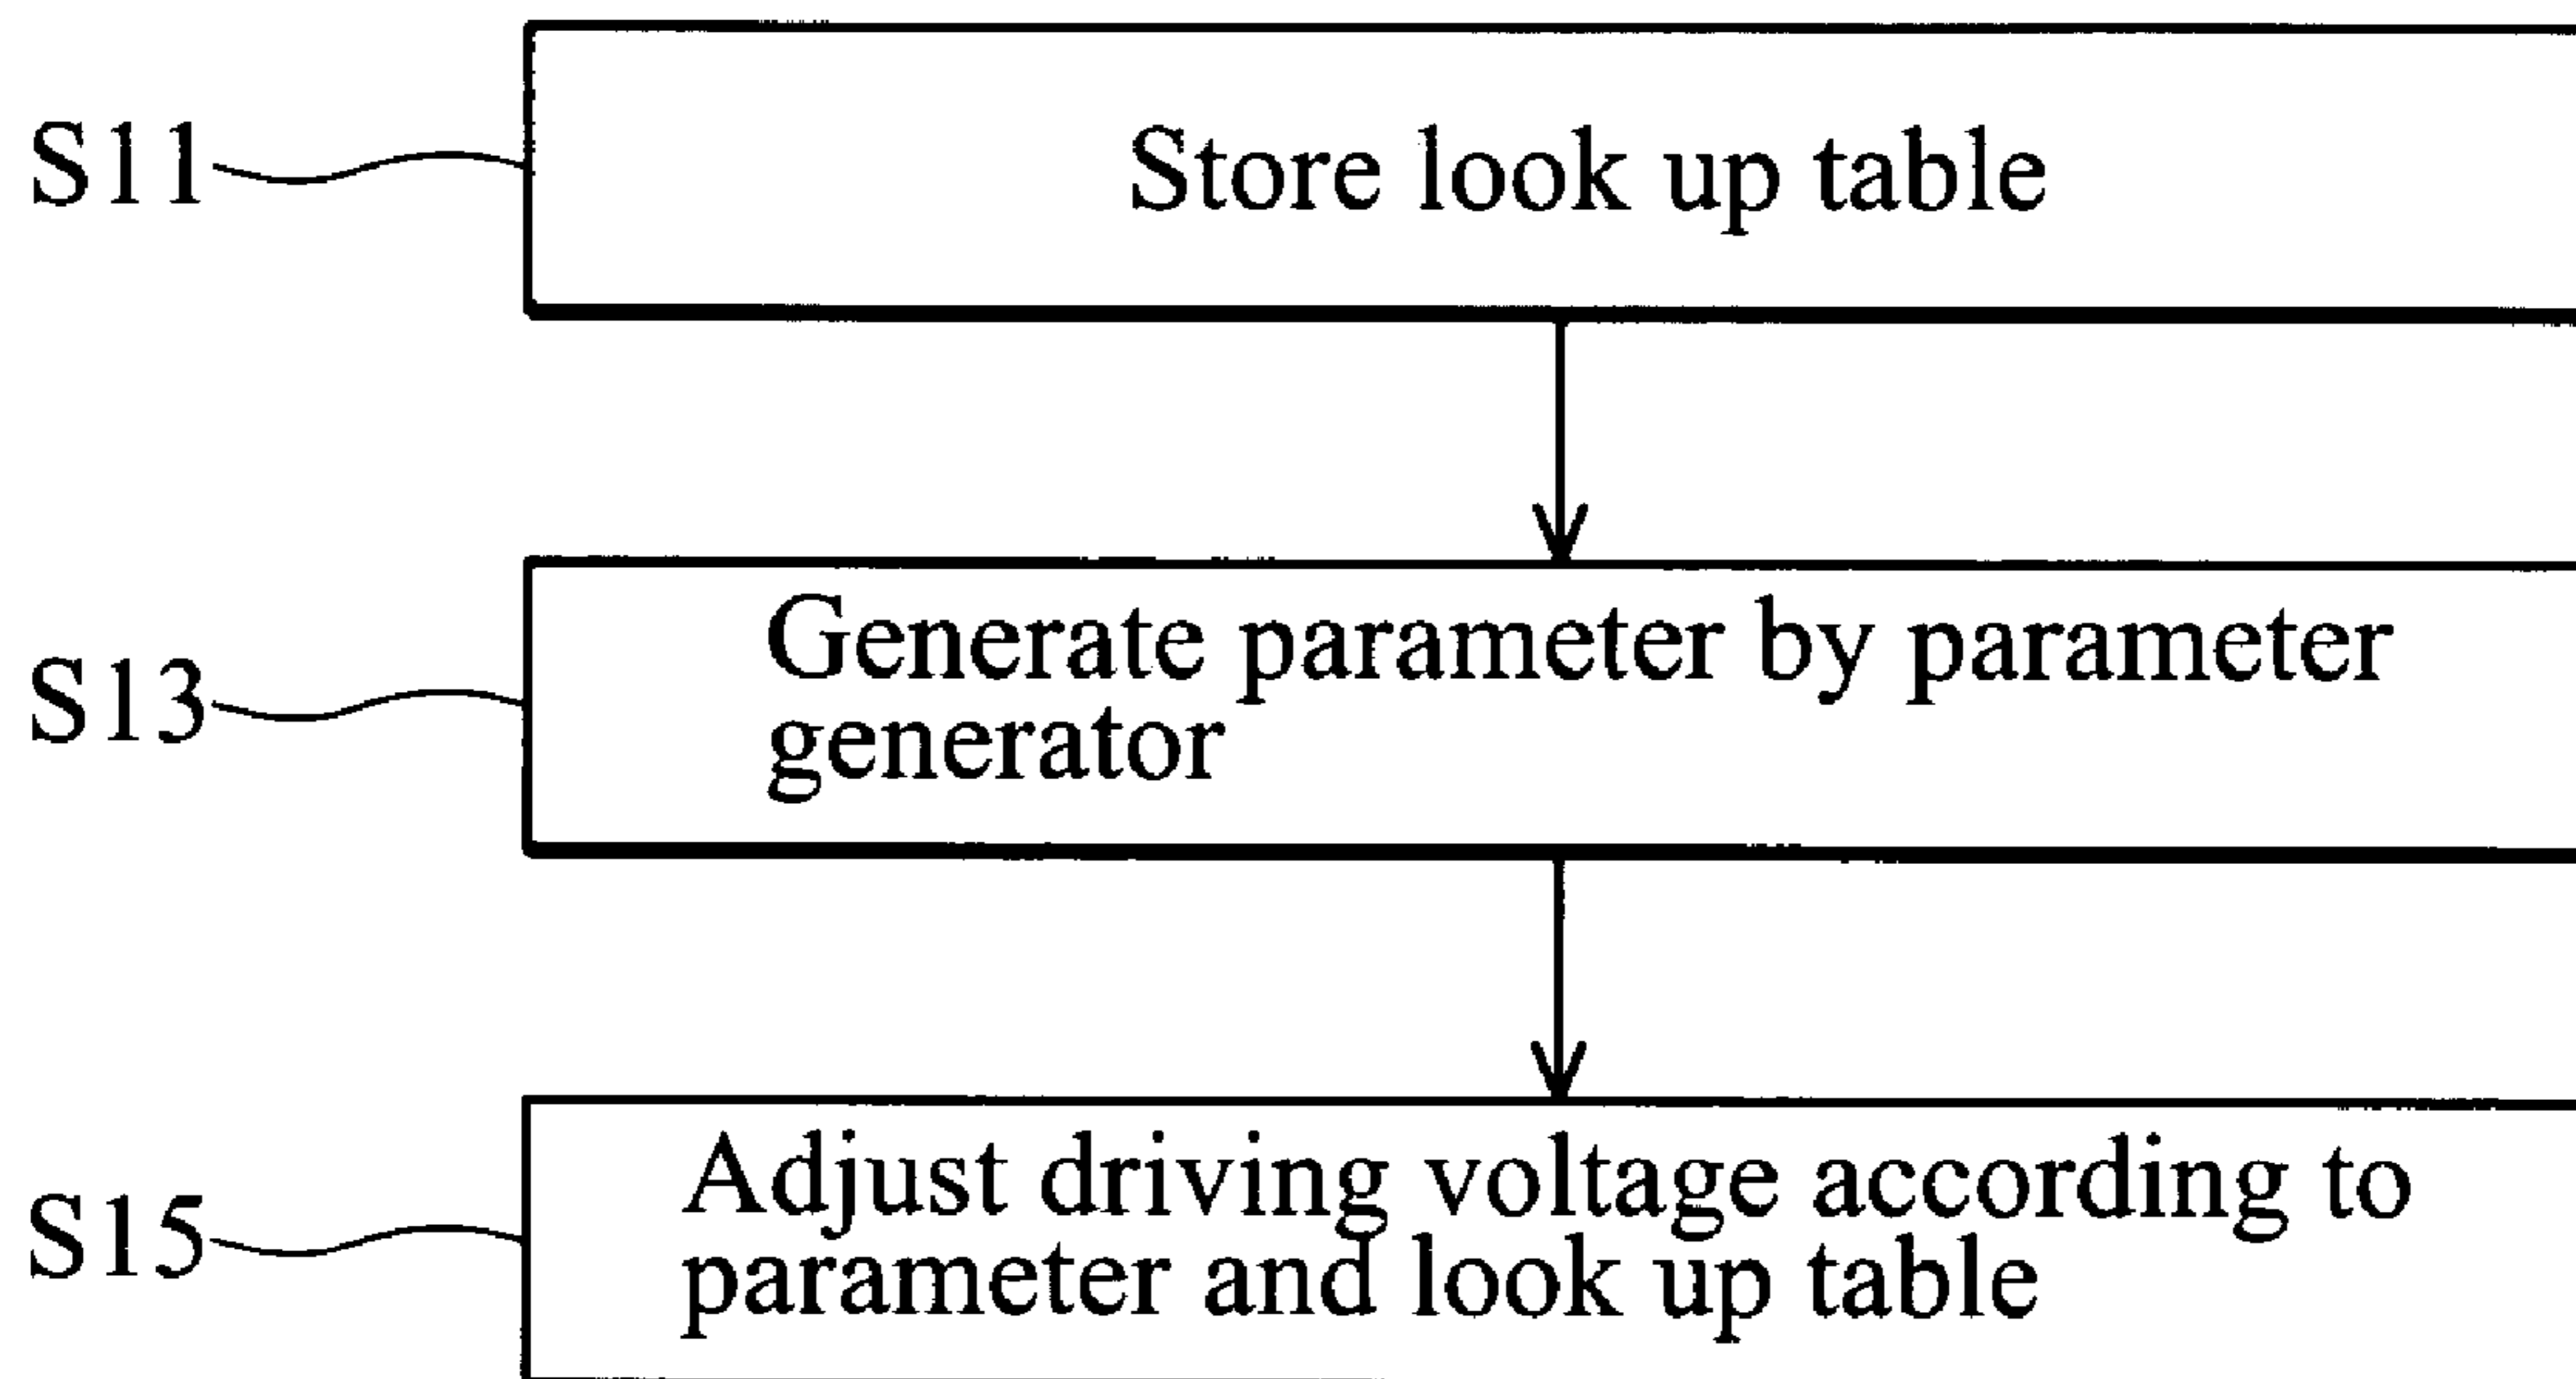 S11
Store look up table
S13
Generate parameter by parameter
generator
S15
Adjust driving voltage according to
parameter and look up table